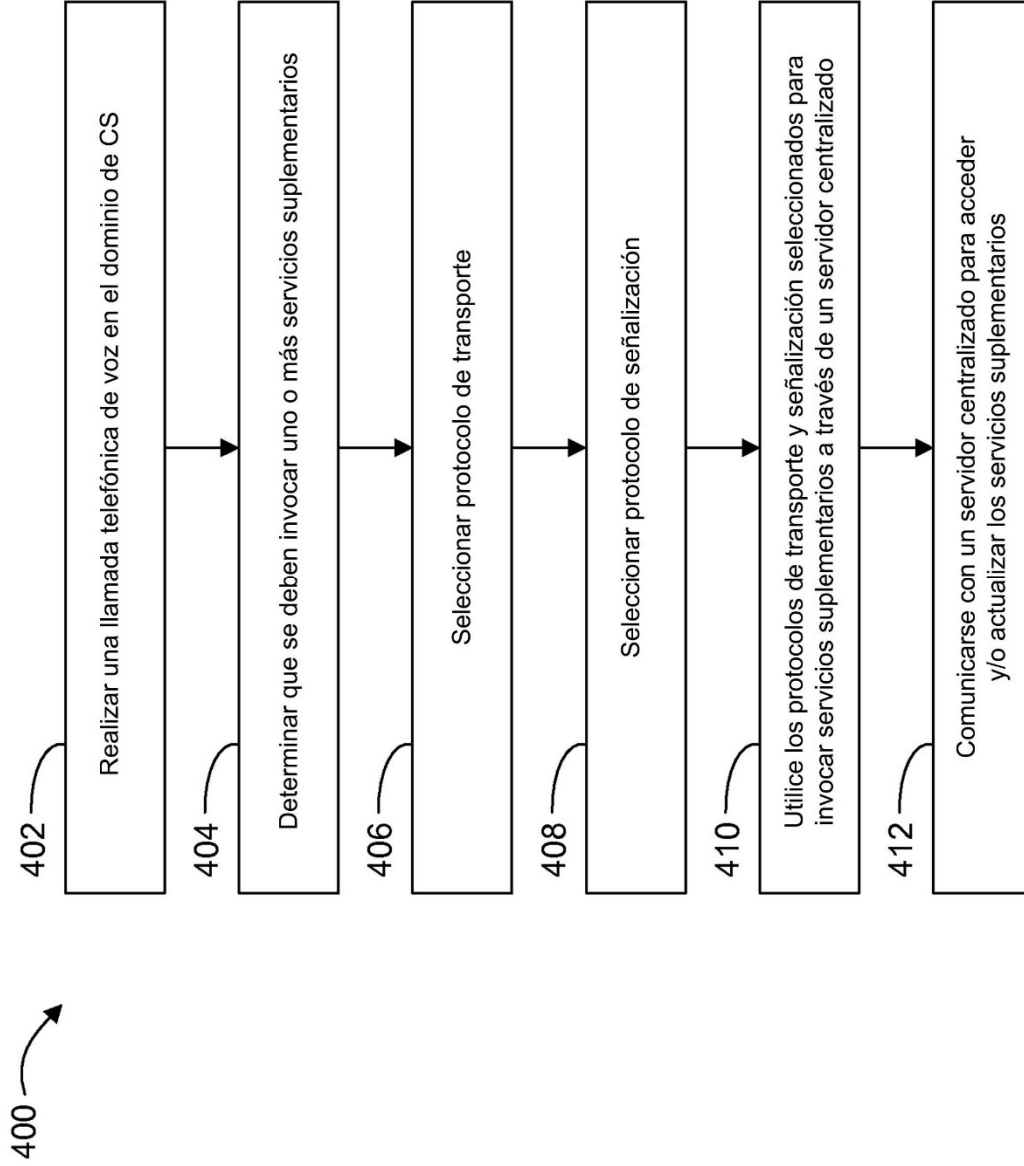 400
402
Realizar una llamada telefónica de voz en el dominio de CS
404
Determinar que se deben invocar uno o más servicios suplementarios
406
Seleccionar protocolo de transporte
408
Seleccionar protocolo de señalización
410
Utilice los protocolos de transporte y señalización seleccionados para
invocar servicios suplementarios a través de un servidor centralizado
412
Comunicarse con un servidor centralizado para acceder
y/o actualizar los servicios suplementarios